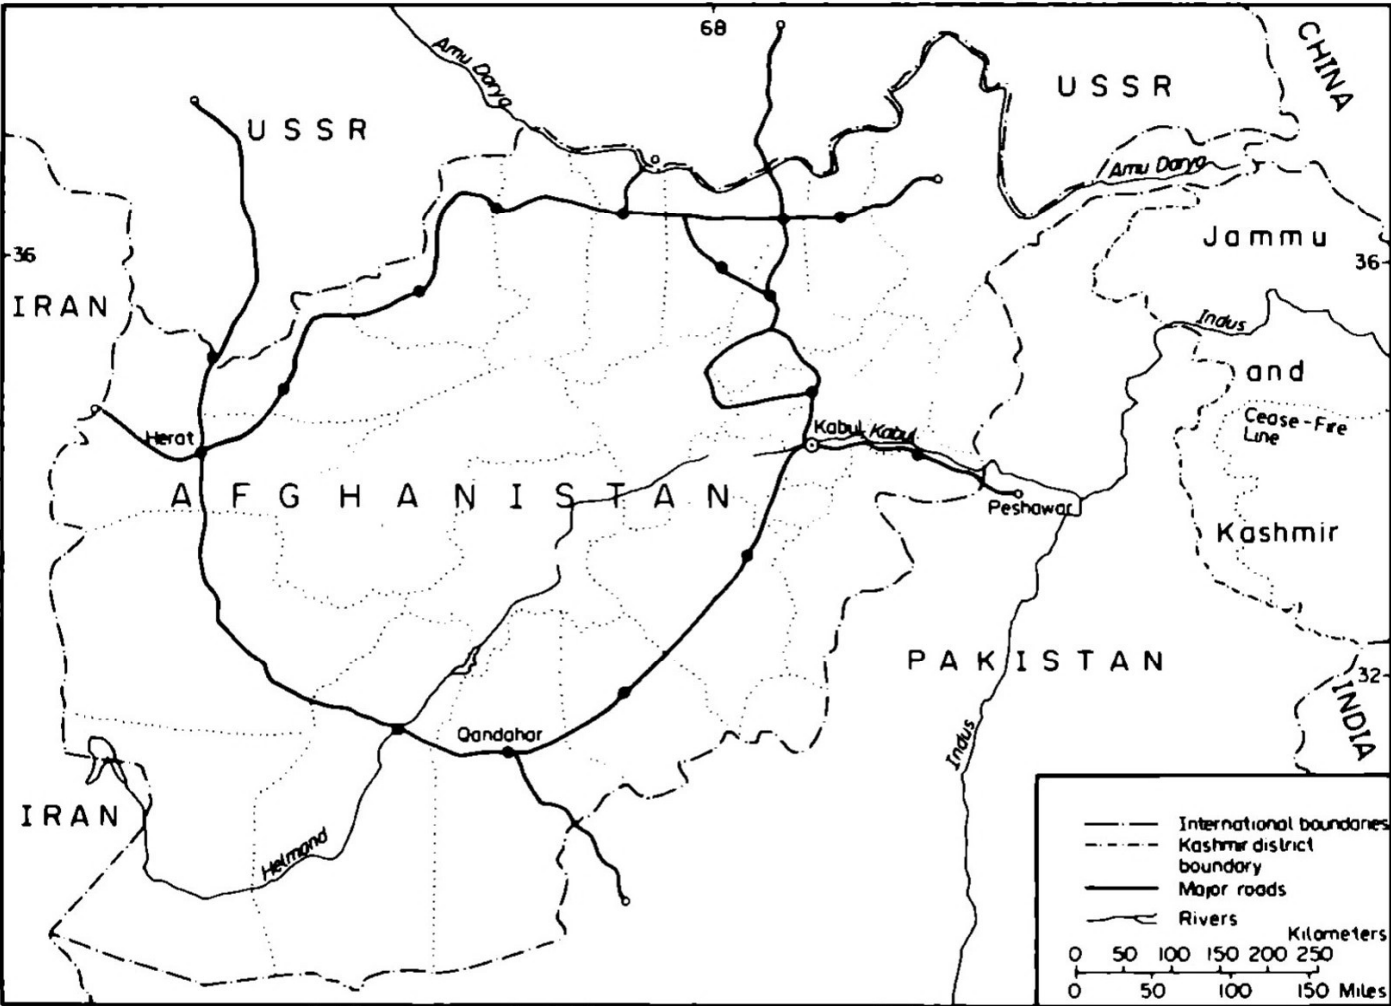 68
CHINA
Amu Darya
USSR
USSR
Amu Darya
Jammu
36
36
IRAN
Indus
and
Cease-Fire
Line
Herat
Kabul
Kabul
AFGHANISTAN
Peshawar
Kashmir
PAKISTAN
32
INDIA
Qandahar
Indus
IRAN
Helmand
International boundaries
Kashmir district
boundary
Major roads
Rivers
Kilometers
0 50 100 150 200 250
0 50 100 150 Miles